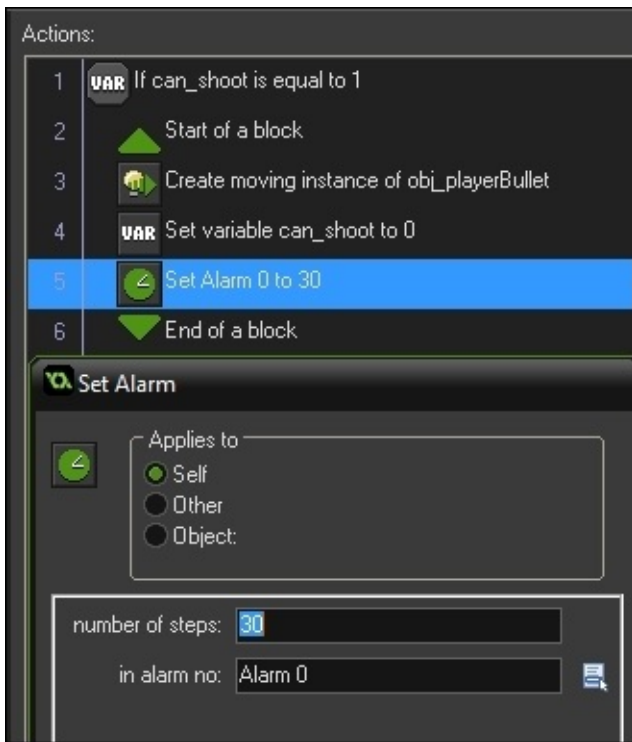 Actions:
1 VAR If can_shoot is equal to 1
2 Start of a block
3 Create moving instance of obj_playerBullet
4 VAR Set variable can_shoot to 0
5 Set Alarm 0 to 30
6 End of a block
Set Alarm
Applies to
Self
Other
Object:
number of steps: 30
in alarm no: Alarm 0